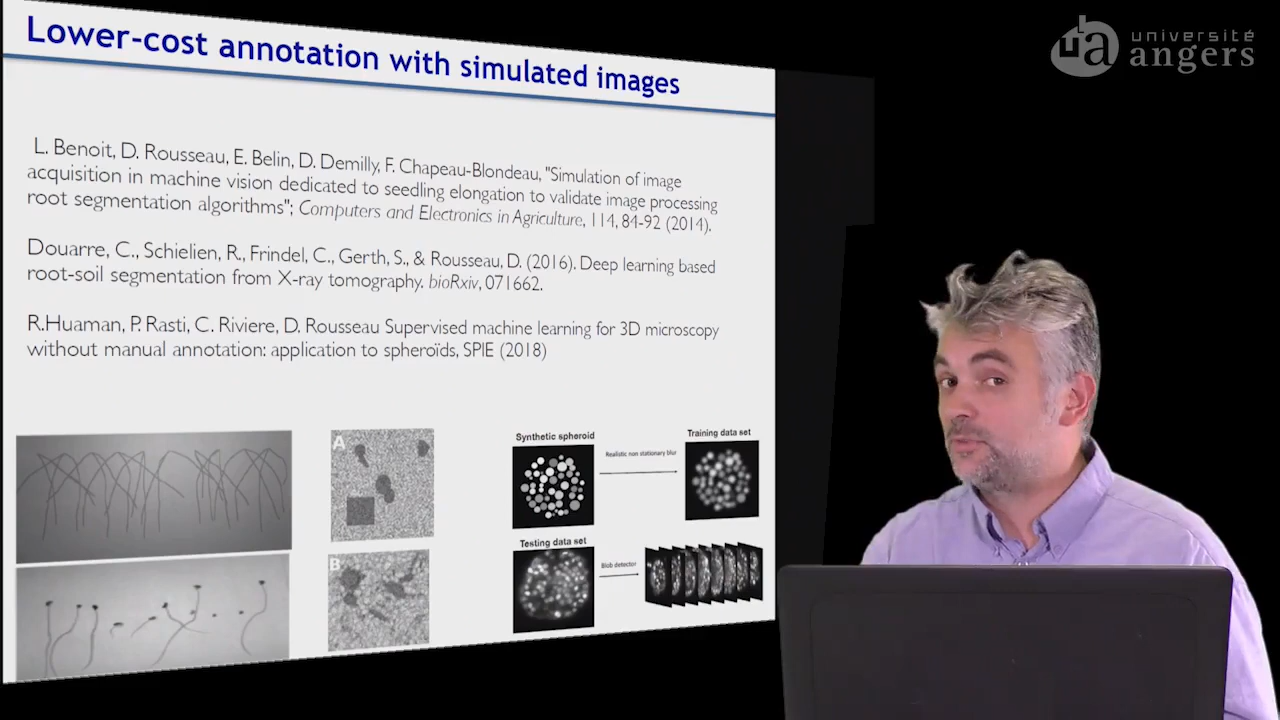 Lower-cost annotation with simulated images
université
angers
L. Benoit, D. Rousseau, E. Belin, D. Demilly, F. Chapeau-Blondeau, "Simulation of image
acquisition in machine vision dedicated to seedling elongation to validate image processing
root segmentation algorithms"; Computers and Electronics in Agriculture, 114, 84-92 (2014).
Douarre, C., Schielien, R., Frindel, C., Gerth, S., & Rousseau, D. (2016). Deep learning based
root-soil segmentation from X-ray tomography. bioRxiv, 071662.
R.Huaman, P. Rasti, C. Riviere, D. Rousseau Supervised machine learning for 3D microscopy
without manual annotation: application to spheroïds, SPIE (2018)
A
B
Synthetic spheroid
Realistic non stationary blur
Training data set
Testing data set
Blob detector